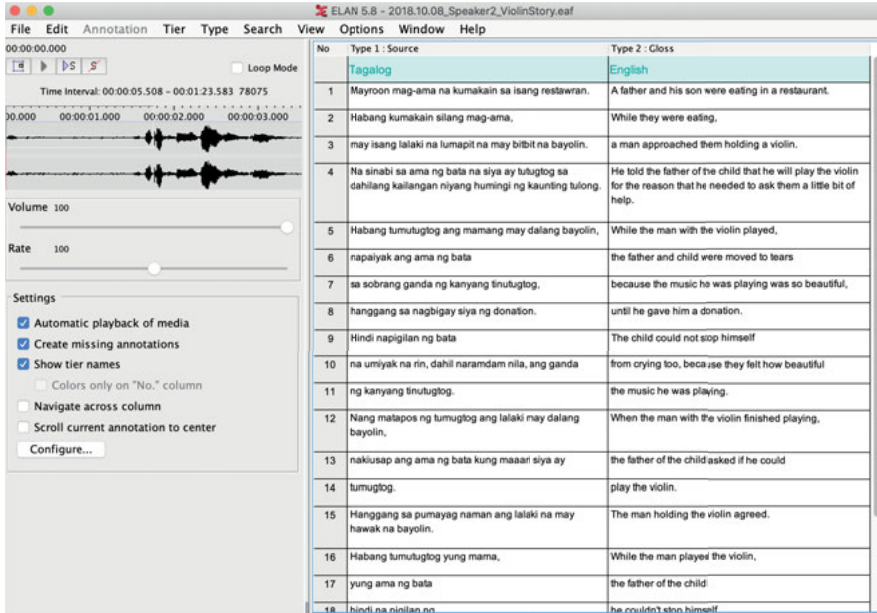 ELAN 5.8 - 2018.10.08_Speaker2_ViolinStory.eaf
File Edit Annotation Tier Type Search View Options Window Help
00:00:00.000
Loop Mode
Time Interval: 00:00:05.508 – 00:01:23.583 78075
00.000 00:00:01.000 00:00:02.000 00:00:03.000
Volume 100
Rate 100
Settings
Automatic playback of media
Create missing annotations
Show tier names
Colors only on "No." column
Navigate across column
Scroll current annotation to center
Configure...
No Type 1 : Source Type 2 : Gloss
Tagalog English
1 Mayroon mag-ama na kumakain sa isang restawran. A father and his son were eating in a restaurant.
2 Habang kumakain silang mag-ama, While they were eating,
3 may isang lalaki na lumapit na may bitbit na bayolin. a man approached them holding a violin.
4 Na sinabi sa ama ng bata na siya ay tutugtog sa He told the father of the child that he will play the violin
dahilang kailangan niyang humingi ng kaunting tulong. for the reason that he needed to ask them a little bit of
help.
5 Habang tumutugtog ang mamang may dalang bayolin, While the man with the violin played,
6 napaiyak ang ama ng bata the father and child were moved to tears
7 sa sobrang ganda ng kanyang tinutugtog, because the music he was playing was so beautiful,
8 hanggang sa nagbigay siya ng donation. until he gave him a donation.
9 Hindi napigilan ng bata The child could not stop himself
10 na umiyak na rin, dahil naramdam nila, ang ganda from crying too, because they felt how beautiful
11 ng kanyang tinutugtog. the music he was playing.
12 Nang matapos ng tumugtog ang lalaki may dalang When the man with the violin finished playing,
bayolin,
13 nakiusap ang ama ng bata kung maaari siya ay the father of the child asked if he could
14 tumugtog. play the violin.
15 Hanggang sa pumayag naman ang lalaki na may The man holding the violin agreed.
hawak na bayolin.
16 Habang tumutugtog yung mama, While the man played the violin,
17 yung ama ng bata the father of the child
18 hindi na pigilan ng he couldn't stop himself